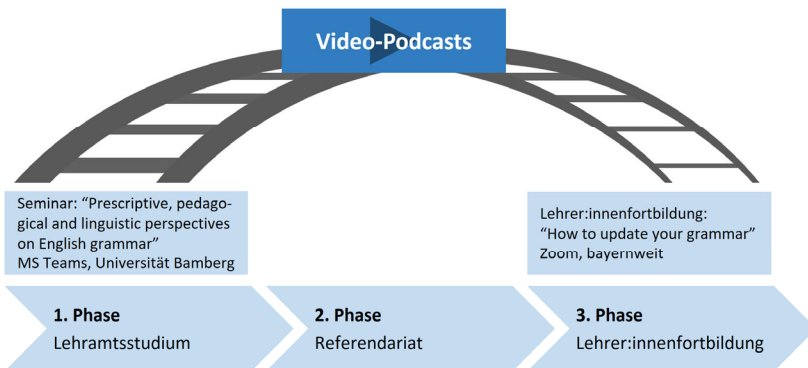 Video-Podcasts
Seminar: “Prescriptive, pedago-
gical and linguistic perspectives
on English grammar”
MS Teams, Universität Bamberg
Lehrer:innenfortbildung:
“How to update your grammar”
Zoom, bayernweit
1. Phase
Lehramtsstudium
2. Phase
Referendariat
3. Phase
Lehrer:innenfortbildung